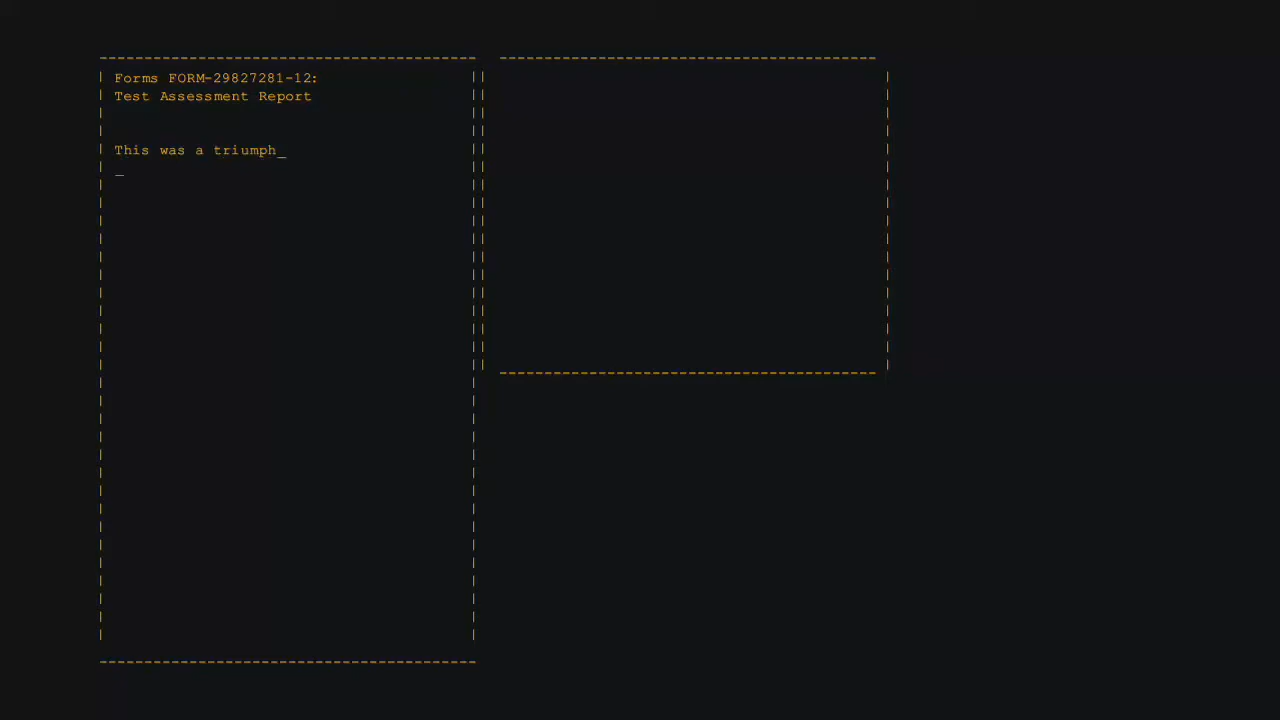 Forms FORM-29827281-12:
Test Assessment Report
This was a triumph_
_